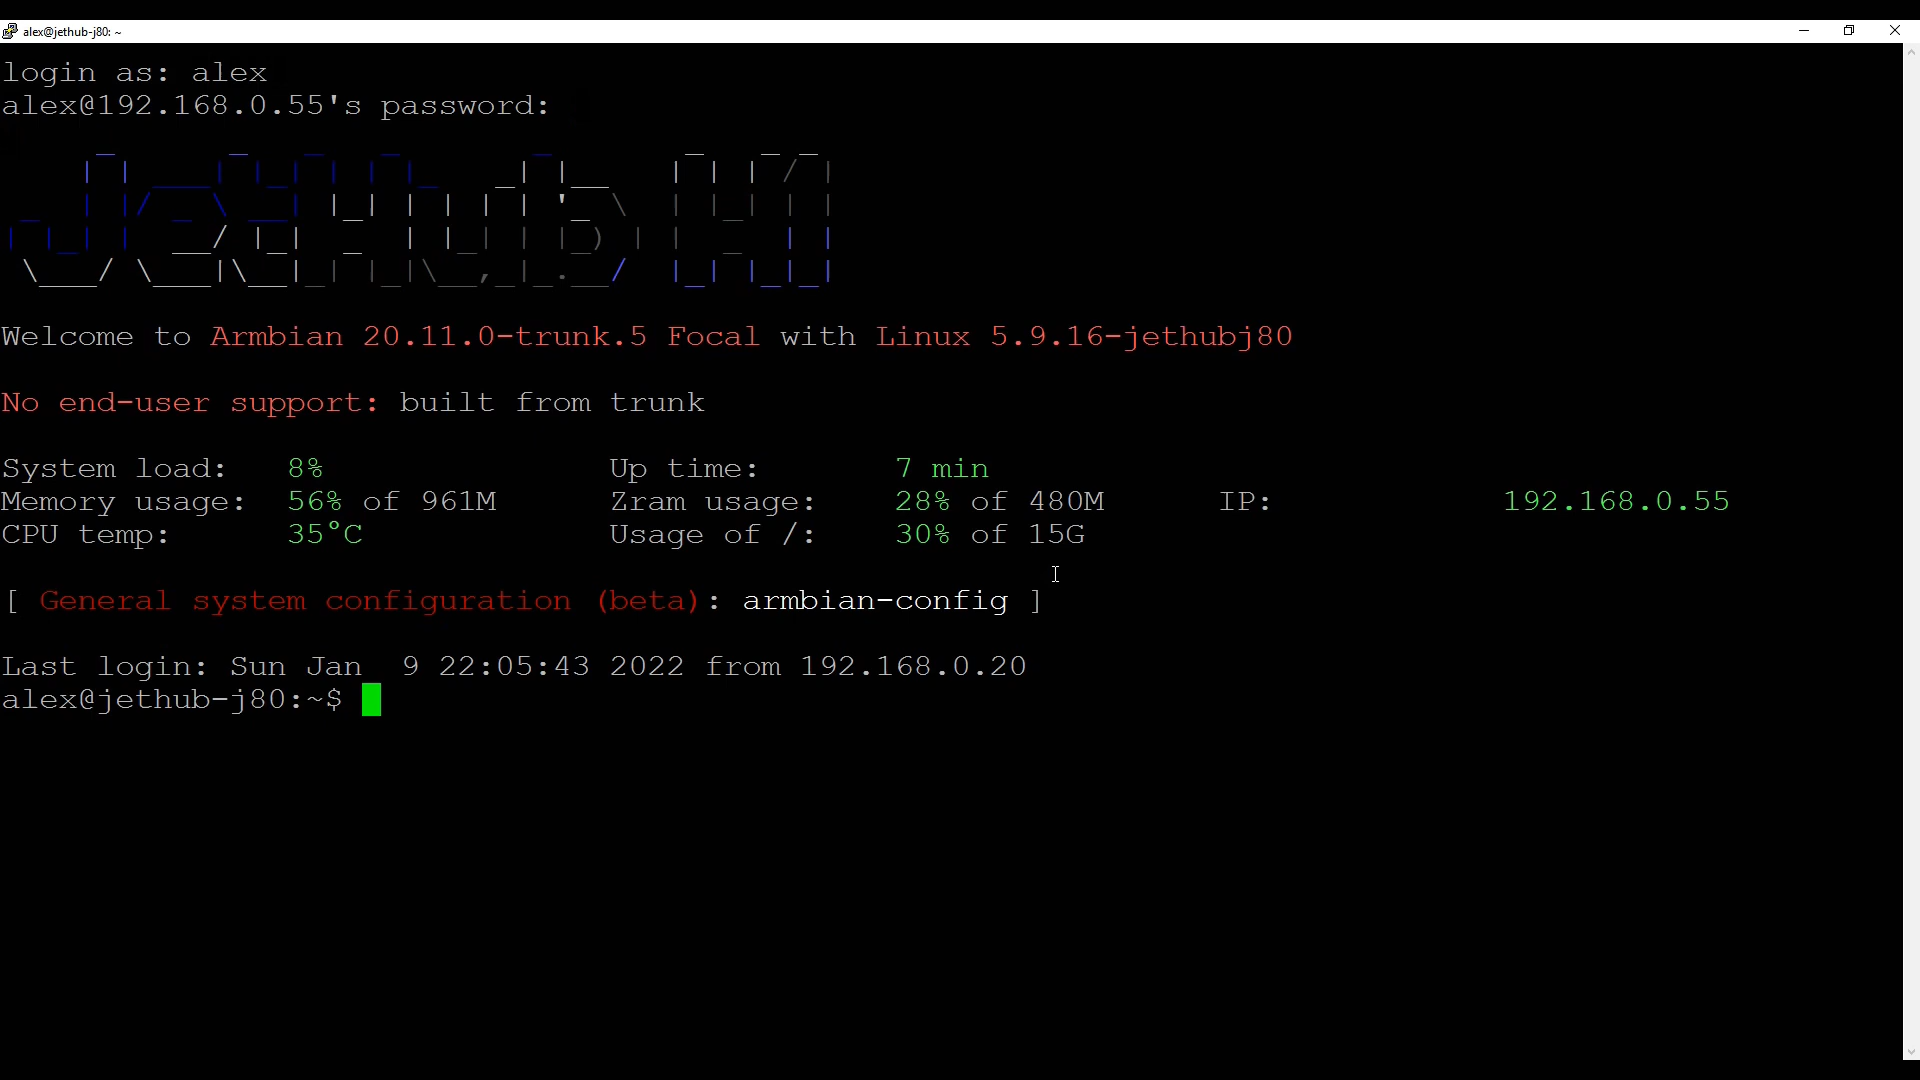 alex@jethub-j80: ~
login as: alex
alex@192.168.0.55's password:
JetHub H1
Welcome to Armbian 20.11.0-trunk.5 Focal with Linux 5.9.16-jethubj80
No end-user support: built from trunk
System load: 8% Up time: 7 min
Memory usage: 56% of 961M Zram usage: 28% of 480M IP: 192.168.0.55
CPU temp: 35°C Usage of /: 30% of 15G
[ General system configuration (beta): armbian-config ]
Last login: Sun Jan  9 22:05:43 2022 from 192.168.0.20
alex@jethub-j80:~$